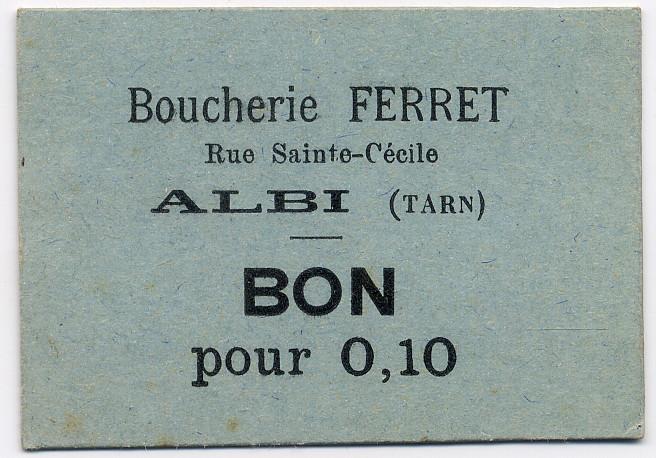 Boucherie FERRET
Rue Sainte-Cécile
ALBI (TARN)
BON
pour 0,10